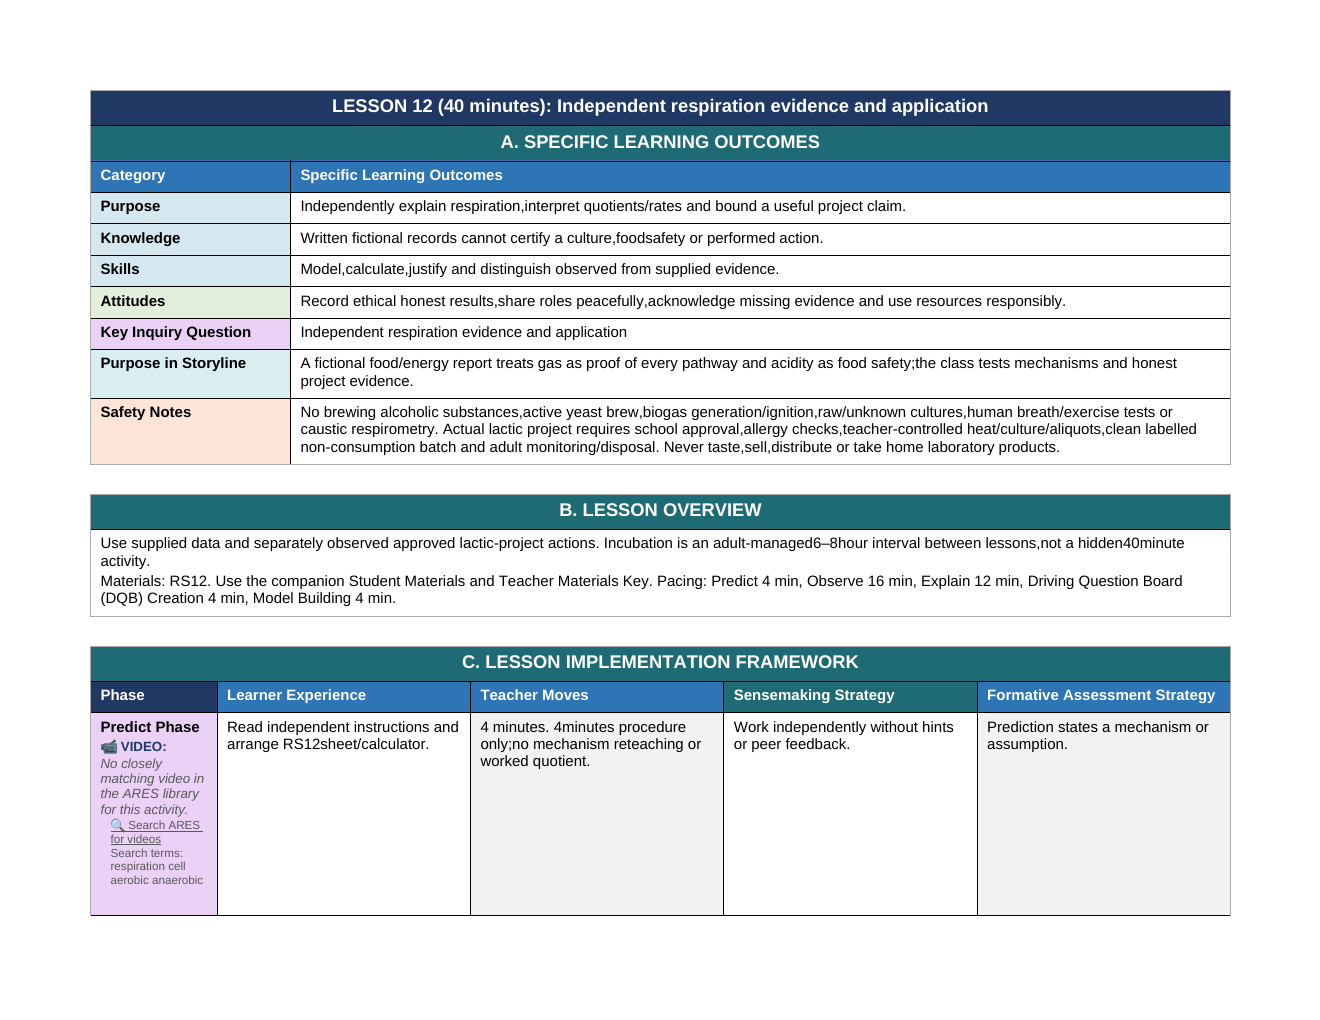 LESSON 12 (40 minutes): Independent respiration evidence and application
A. SPECIFIC LEARNING OUTCOMES
Category
Specific Learning Outcomes
Purpose
Independently explain respiration,interpret quotients/rates and bound a useful project claim.
Knowledge
Written fictional records cannot certify a culture,foodsafety or performed action.
Skills
Model,calculate,justify and distinguish observed from supplied evidence.
Attitudes
Record ethical honest results,share roles peacefully,acknowledge missing evidence and use resources responsibly.
Key Inquiry Question
Independent respiration evidence and application
Purpose in Storyline
A fictional food/energy report treats gas as proof of every pathway and acidity as food safety;the class tests mechanisms and honest
project evidence.
Safety Notes
No brewing alcoholic substances,active yeast brew,biogas generation/ignition,raw/unknown cultures,human breath/exercise tests or
caustic respirometry. Actual lactic project requires school approval,allergy checks,teacher-controlled heat/culture/aliquots,clean labelled
non-consumption batch and adult monitoring/disposal. Never taste,sell,distribute or take home laboratory products.
B. LESSON OVERVIEW
Use supplied data and separately observed approved lactic-project actions. Incubation is an adult-managed6–8hour interval between lessons,not a hidden40minute
activity.
Materials: RS12. Use the companion Student Materials and Teacher Materials Key. Pacing: Predict 4 min, Observe 16 min, Explain 12 min, Driving Question Board
(DQB) Creation 4 min, Model Building 4 min.
C. LESSON IMPLEMENTATION FRAMEWORK
Phase
Learner Experience
Teacher Moves
Sensemaking Strategy
Formative Assessment Strategy
Predict Phase
📹 VIDEO:
No closely
matching video in
the ARES library
for this activity.
🔍 Search ARES
for videos
Search terms:
respiration cell
aerobic anaerobic
Read independent instructions and
arrange RS12sheet/calculator.
4 minutes. 4minutes procedure
only;no mechanism reteaching or
worked quotient.
Work independently without hints
or peer feedback.
Prediction states a mechanism or
assumption.